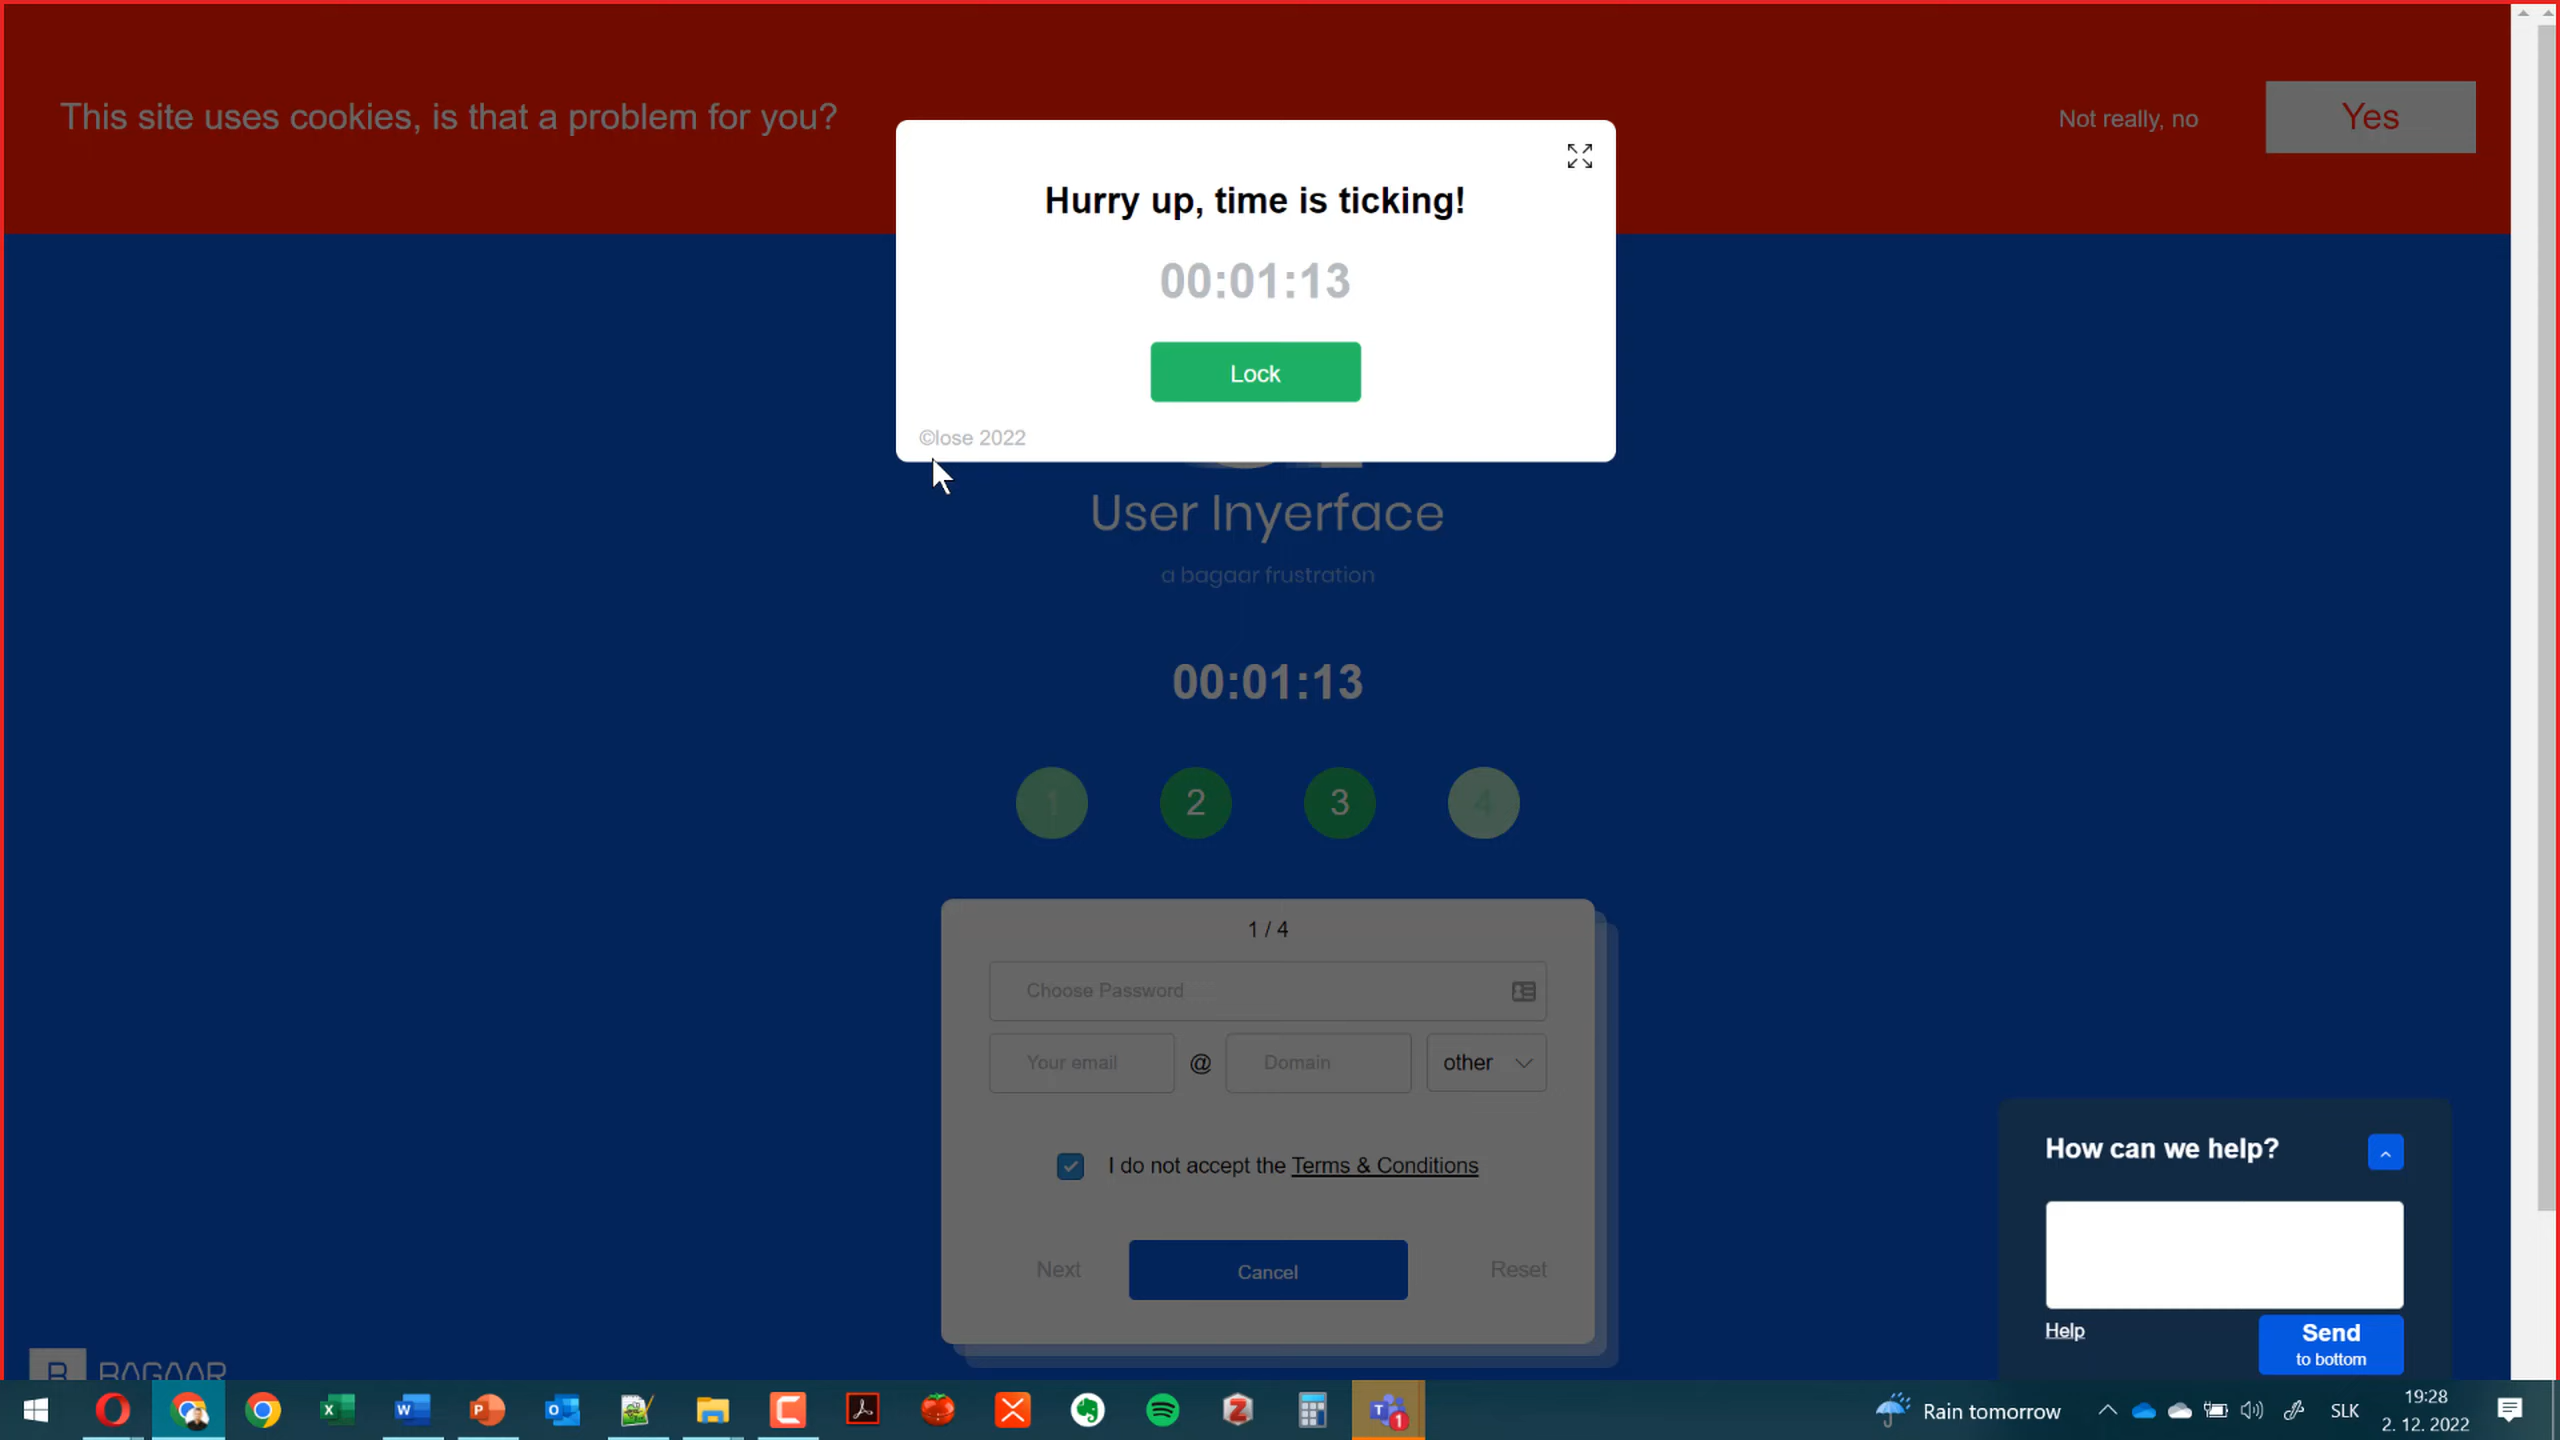 This site uses cookies, is that a problem for you?
Not really, no
Yes
Hurry up, time is ticking!
00:01:13
Lock
©lose 2022
User Inyerface
a bagaar frustration
00:01:13
1
2
3
4
1 / 4
Choose Password
Your email
@
Domain
other
I do not accept the Terms & Conditions
Next
Cancel
Reset
How can we help?
Help
Send
to bottom
B BAGAAR
Rain tomorrow
SLK
19:28
2. 12. 2022